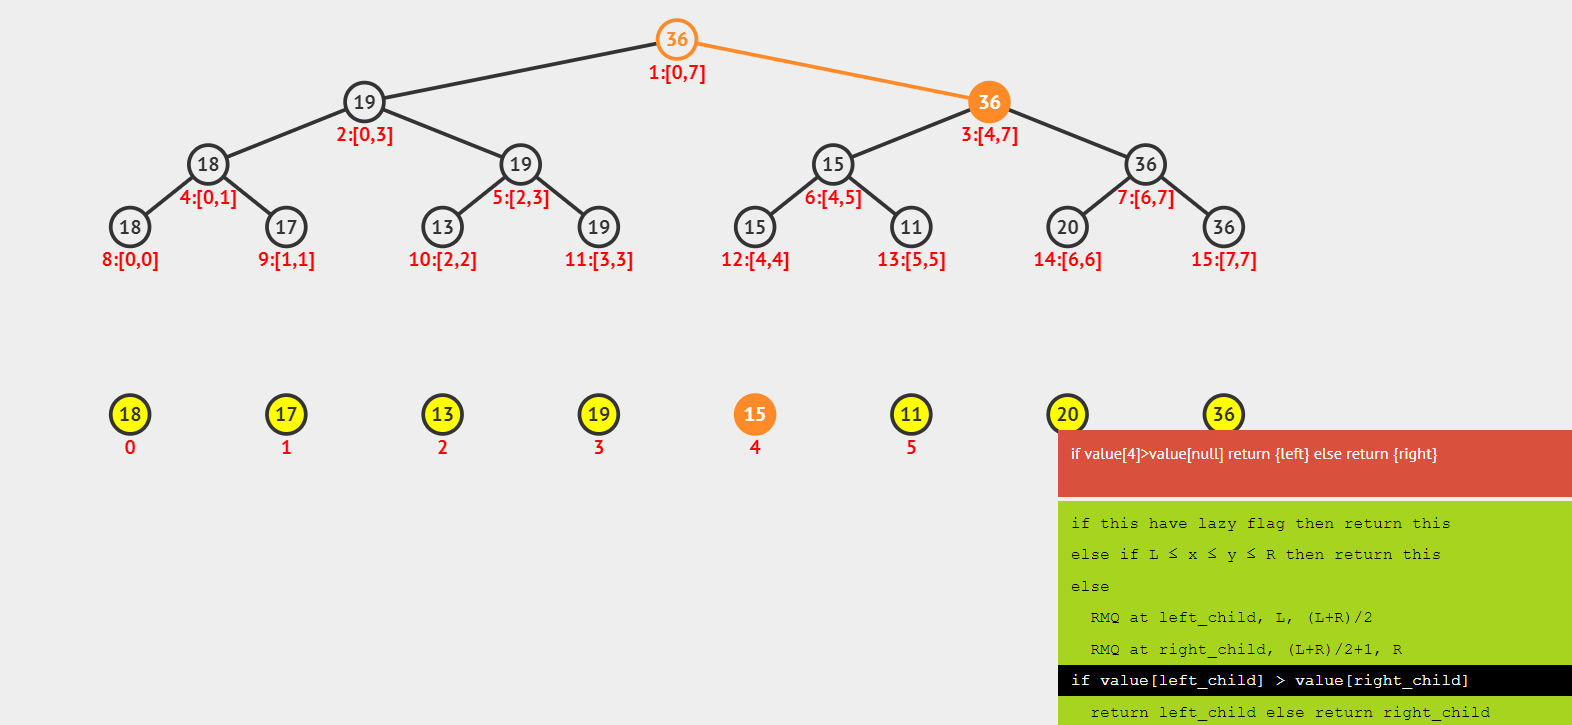 36
1:[0,7]
19 36
2:[0,3] 3:[4,7]
18 19 15 36
4:[0,1] 5:[2,3] 6:[4,5] 7:[6,7]
18 17 13 19 15 11 20 36
8:[0,0] 9:[1,1] 10:[2,2] 11:[3,3] 12:[4,4] 13:[5,5] 14:[6,6] 15:[7,7]
18 17 13 19 15 11 20 36
0 1 2 3 4 5
if value[4]>value[null] return {left} else return {right}
if this have lazy flag then return this
else if L ≤ x ≤ y ≤ R then return this
else
RMQ at left_child, L, (L+R)/2
RMQ at right_child, (L+R)/2+1, R
if value[left_child] > value[right_child]
return left_child else return right_child